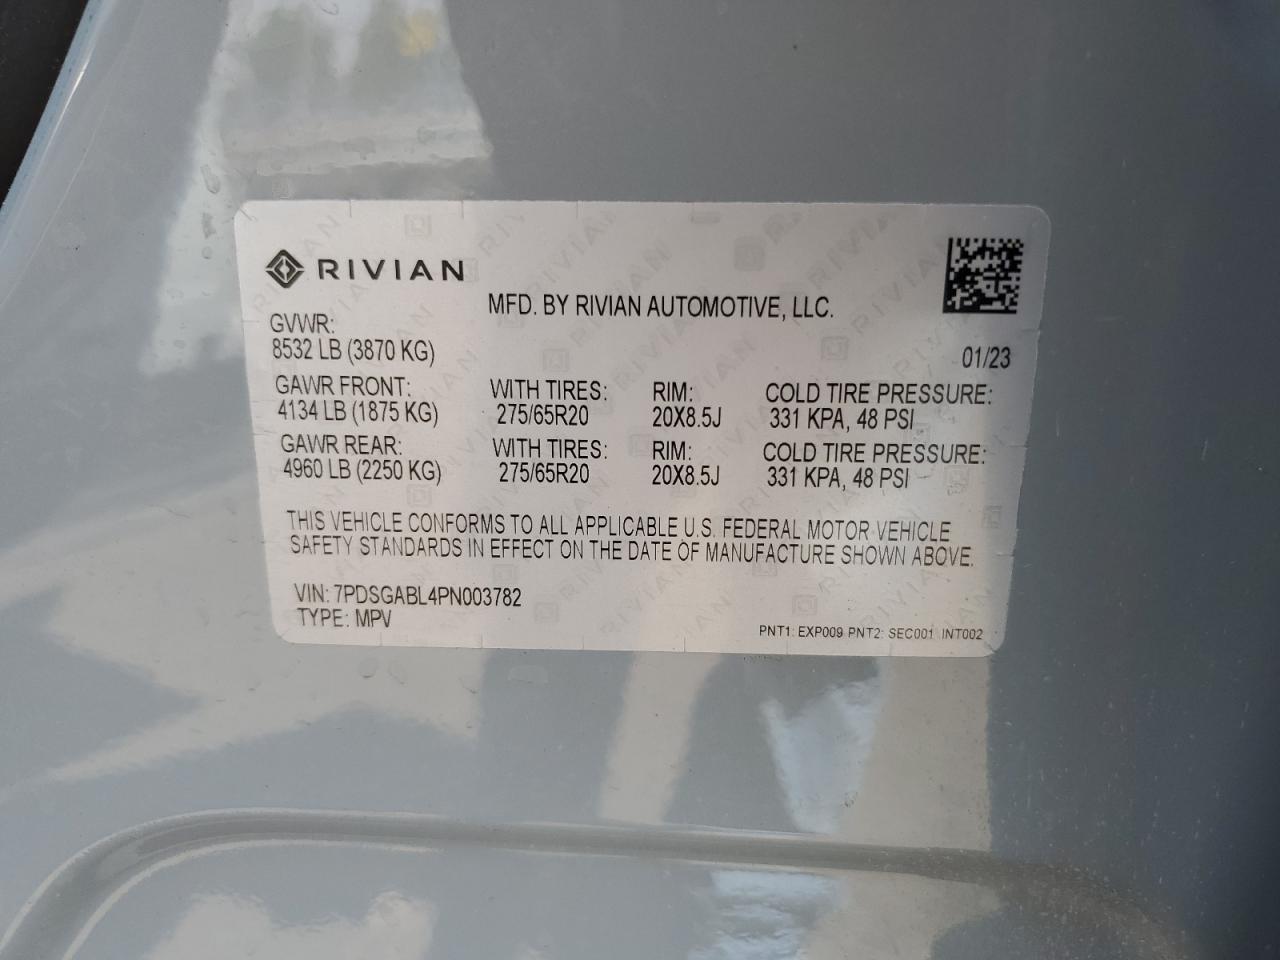 RIVIAN
MFD. BY RIVIAN AUTOMOTIVE, LLC.
GVWR:
8532 LB (3870 KG)
01/23
GAWR FRONT: WITH TIRES: RIM: COLD TIRE PRESSURE:
4134 LB (1875 KG) 275/65R20 20X8.5J 331 KPA, 48 PSI
GAWR REAR: WITH TIRES: RIM: COLD TIRE PRESSURE:
4960 LB (2250 KG) 275/65R20 20X8.5J 331 KPA, 48 PSI
THIS VEHICLE CONFORMS TO ALL APPLICABLE U.S. FEDERAL MOTOR VEHICLE
SAFETY STANDARDS IN EFFECT ON THE DATE OF MANUFACTURE SHOWN ABOVE.
VIN: 7PDSGABL4PN003782
TYPE: MPV
PNT1: EXP009 PNT2: SEC001 INT002